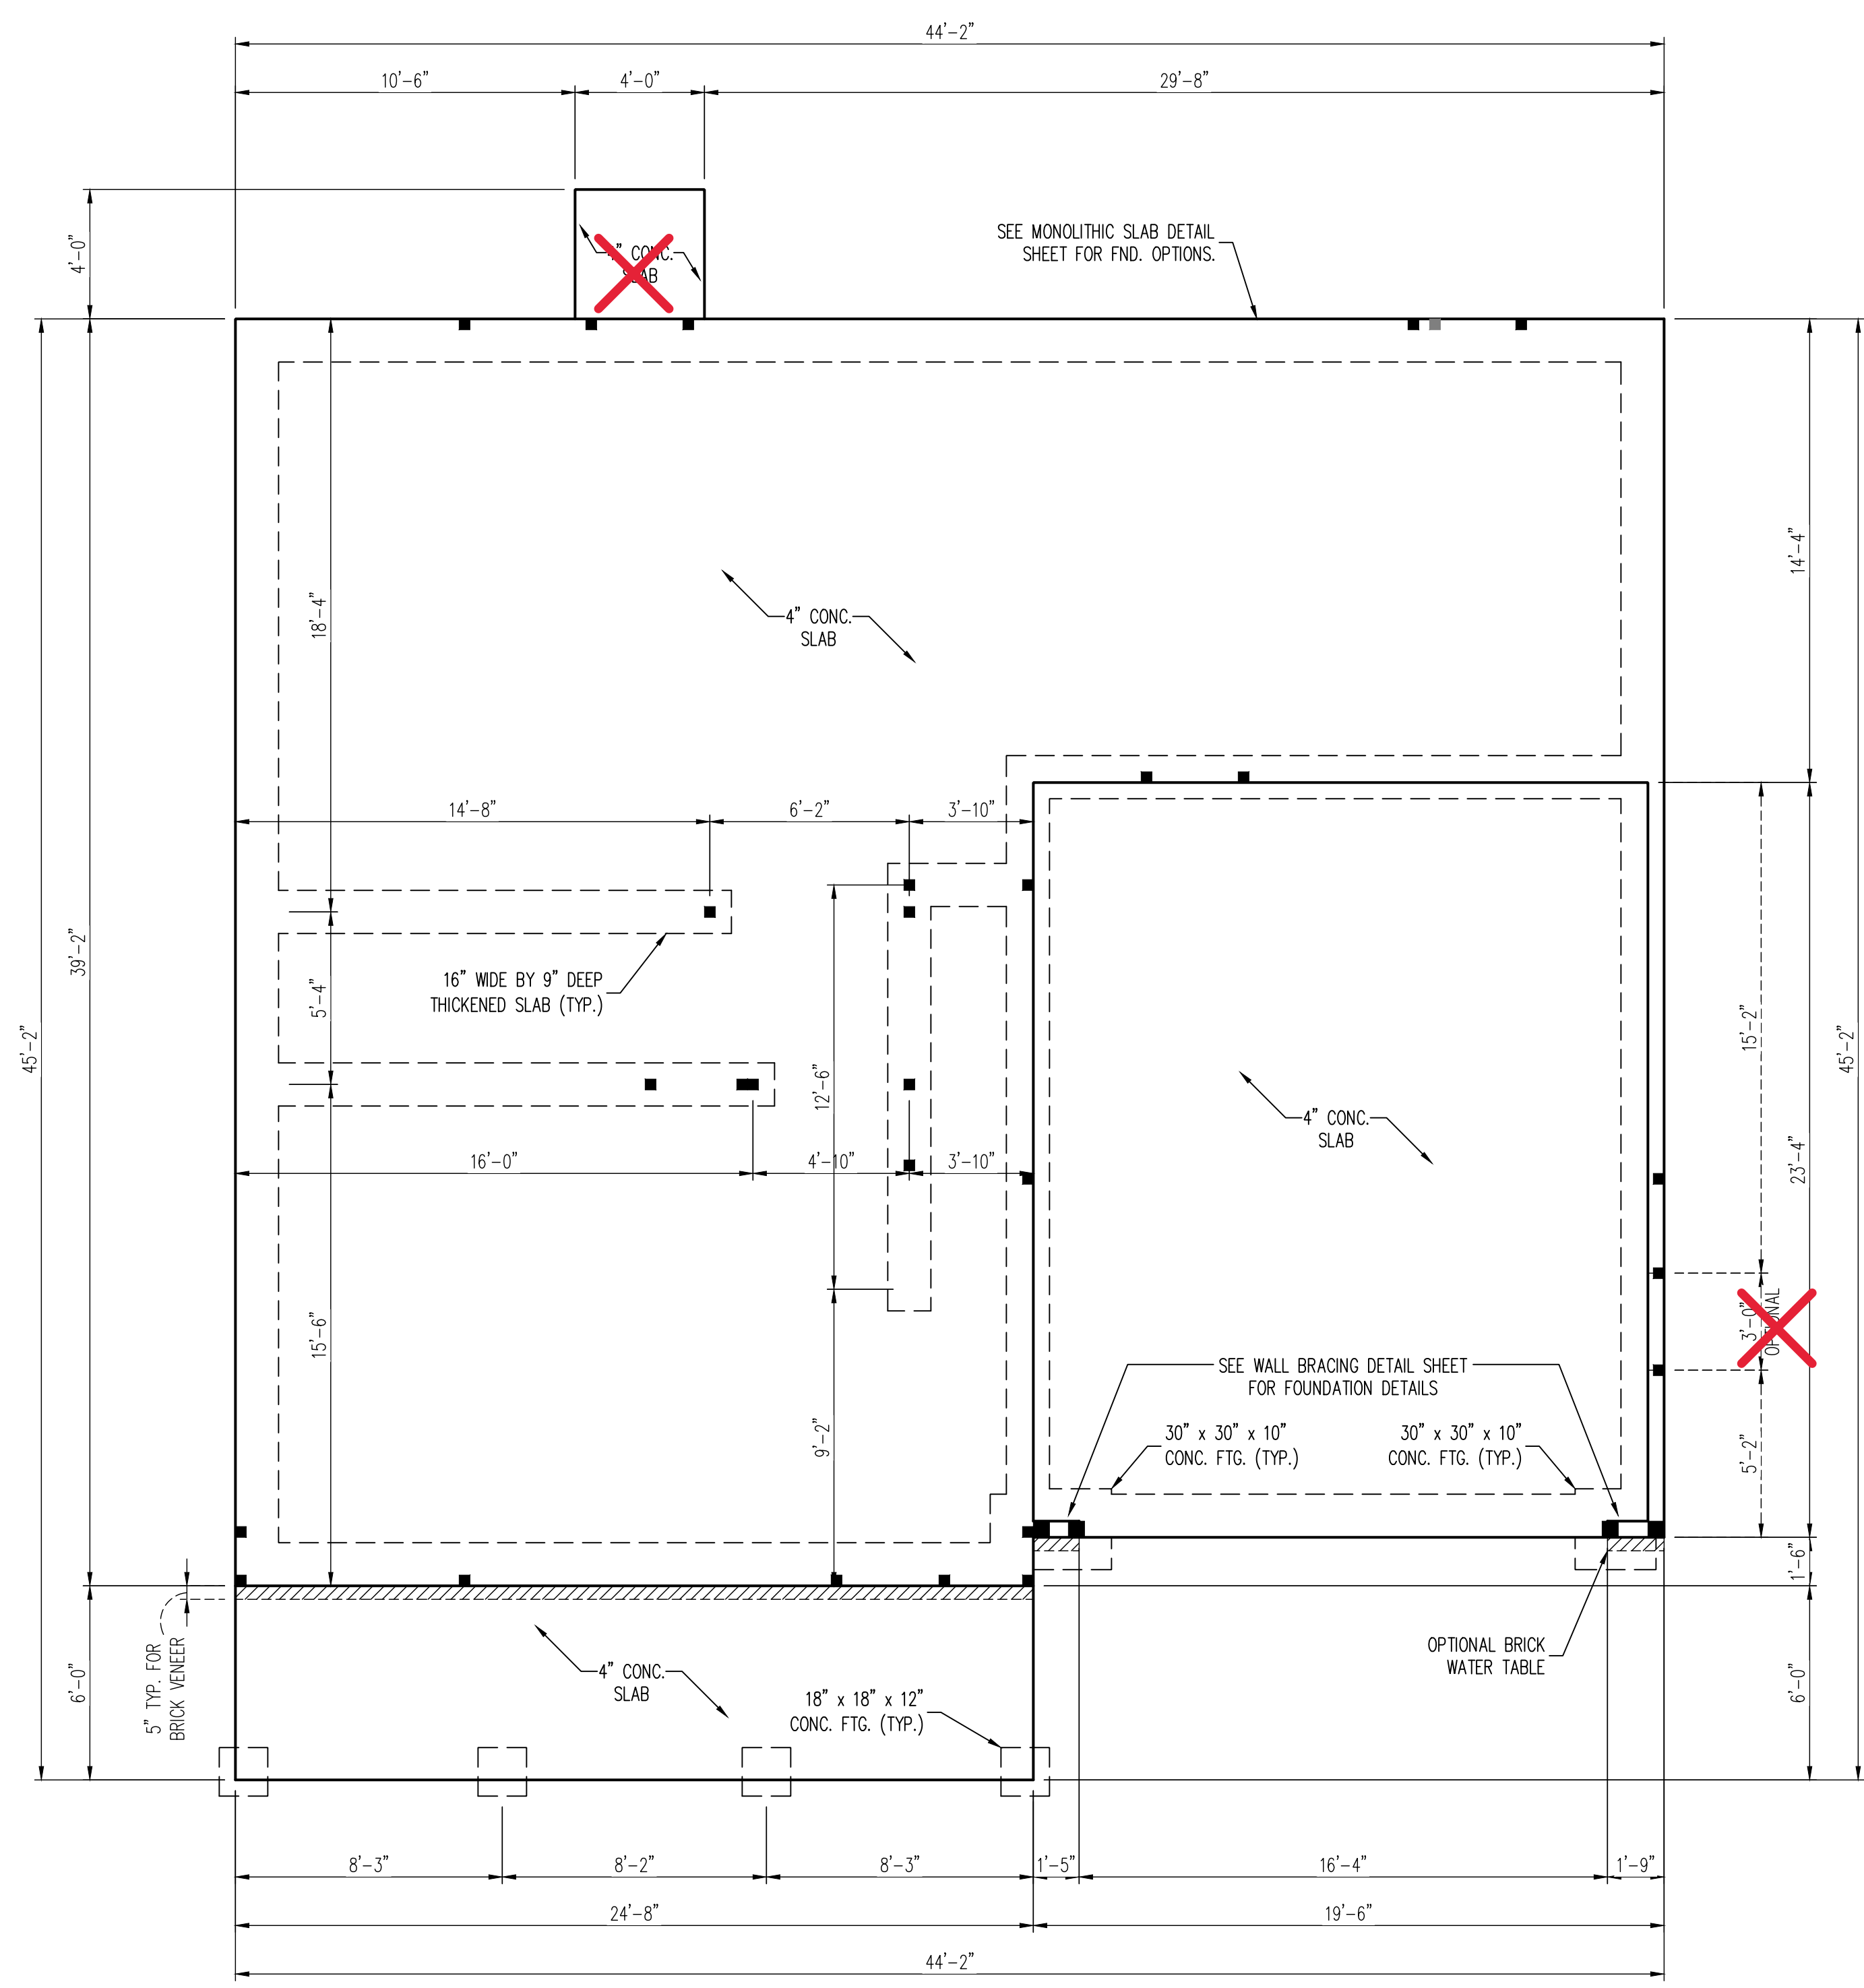 44'-2"
10'-6"
4'-0"
29'-8"
4'-0"
4" CONC.
SLAB
SEE MONOLITHIC SLAB DETAIL
SHEET FOR FND. OPTIONS.
18'-4"
14'-4"
4" CONC.
SLAB
14'-8"
6'-2"
3'-10"
39'-2"
45'-2"
16" WIDE BY 9" DEEP
THICKENED SLAB (TYP.)
5'-4"
12'-6"
4" CONC.
SLAB
15'-2"
23'-4"
45'-2"
16'-0"
4'-10"
3'-10"
15'-6"
3'-0"
OPTIONAL
SEE WALL BRACING DETAIL SHEET
FOR FOUNDATION DETAILS
30" x 30" x 10"
CONC. FTG. (TYP.)
30" x 30" x 10"
CONC. FTG. (TYP.)
9'-2"
5'-2"
1'-6"
5" TYP. FOR
BRICK VENEER
6'-0"
4" CONC.
SLAB
18" x 18" x 12"
CONC. FTG. (TYP.)
OPTIONAL BRICK
WATER TABLE
6'-0"
8'-3"
8'-2"
8'-3"
1'-5"
16'-4"
1'-9"
24'-8"
19'-6"
44'-2"